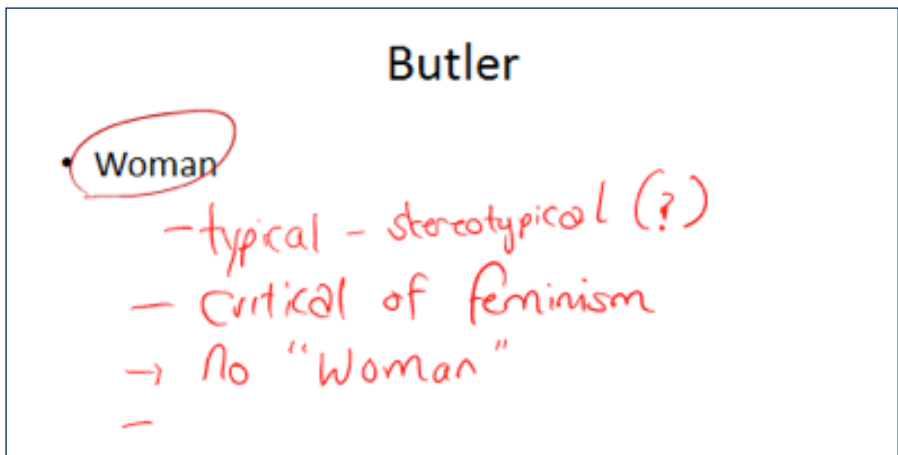 Butler
• Woman
- typical - stereotypical (?)
- Critical of feminism
→ No "Woman"
-